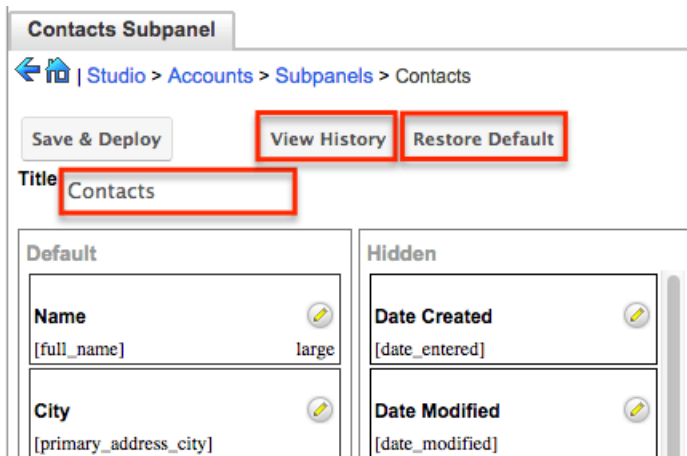 Contacts Subpanel
| Studio > Accounts > Subpanels > Contacts
Save & Deploy View History Restore Default
Title Contacts
Default Hidden
Name Date Created
[full_name] large [date_entered]
City Date Modified
[primary_address_city] [date_modified]